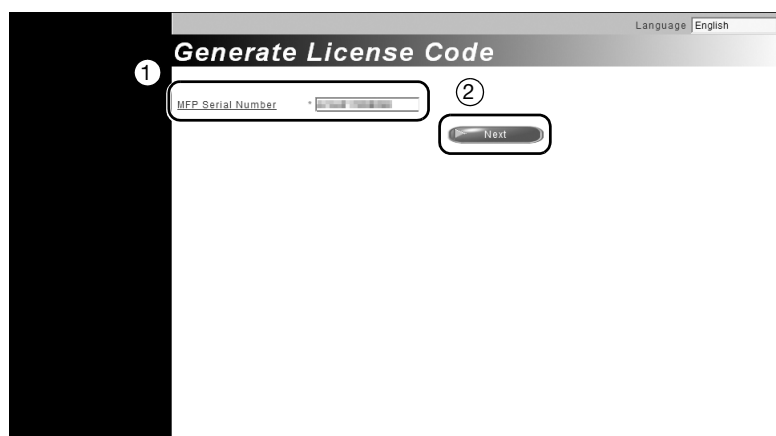 Language English
Generate License Code
1
MFP Serial Number *
2
Next